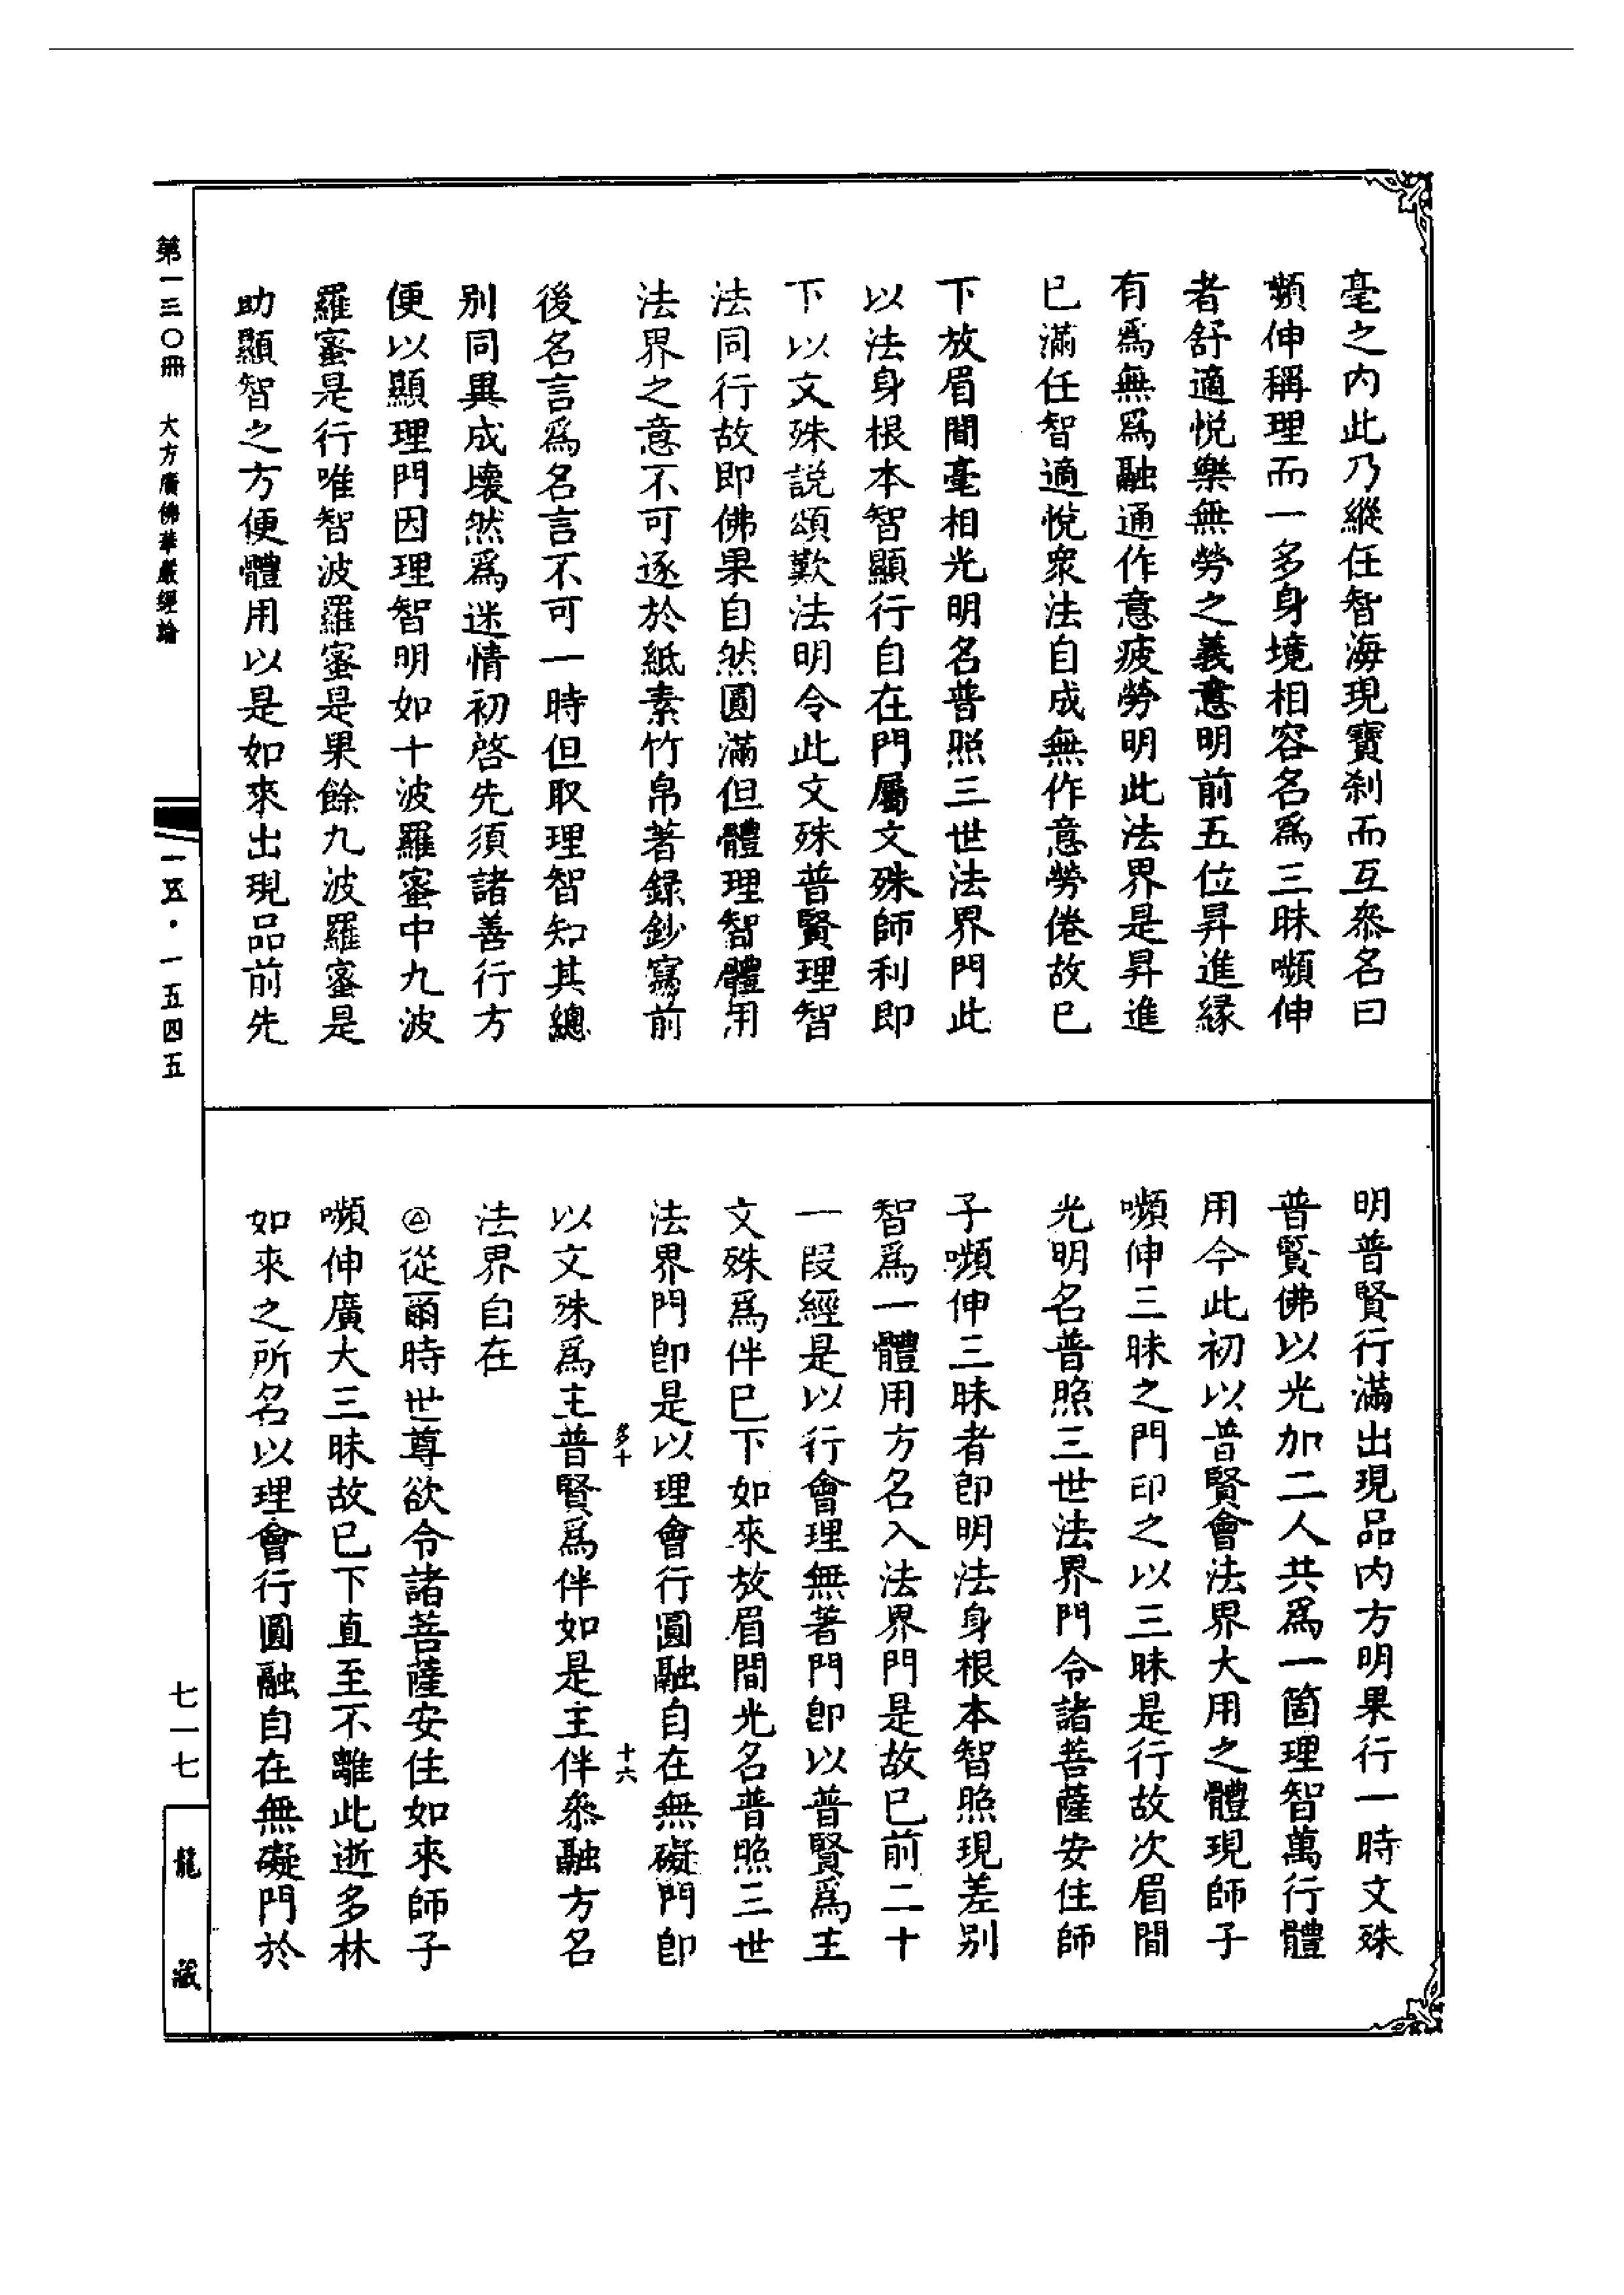 毫之内此乃縱任智海現寶刹而互叅名曰
嚬伸稱理而一多身境相容名爲三昧嚬伸
者舒適悦樂無勞之義意明前五位昇進緣
有爲無爲融通作意疲勞明此法界是昇進
已滿任智適悦衆法自成無作意勞倦故已
下放眉間毫相光明名普照三世法界門此
以法身根本智顯行自在門屬文殊師利即
下以文殊説頌歎法明令此文殊普賢理智
法同行故即佛果自然圓滿但體理智體用
法界之意不可逐於紙素竹帛著録鈔寫前
後名言爲名言不可一時但取理智知其總
别同異成壞然爲迷情初啓先須諸善行方
便以顯理門因理智明如十波羅蜜中九波
羅蜜是行唯智波羅蜜是果餘九波羅蜜是
助顯智之方便體用以是如來出現品前先
明普賢行滿出現品内方明果行一時文殊
普賢佛以光加二人共爲一箇理智萬行體
用今此初以普賢會法界大用之體現師子
嚬伸三昧之門印之以三昧是行故次眉間
光明名普照三世法界門令諸菩薩安住師
子嚬伸三昧者即明法身根本智照現差别
智爲一體用方名入法界門是故已前二十
一段經是以行會理無著門即以普賢爲主
文殊爲伴已下如來放眉間光名普照三世
法界門即是以理會行圓融自在無礙門即
多十
十六
以文殊爲主普賢爲伴如是主伴叅融方名
法界自在
㊂從爾時世尊欲令諸菩薩安住如來師子
嚬伸廣大三昧故已下直至不離此逝多林
如來之所名以理會行圓融自在無礙門於
第一三〇冊 大方廣佛華嚴經論
一五·一五四五
七一七
龍藏